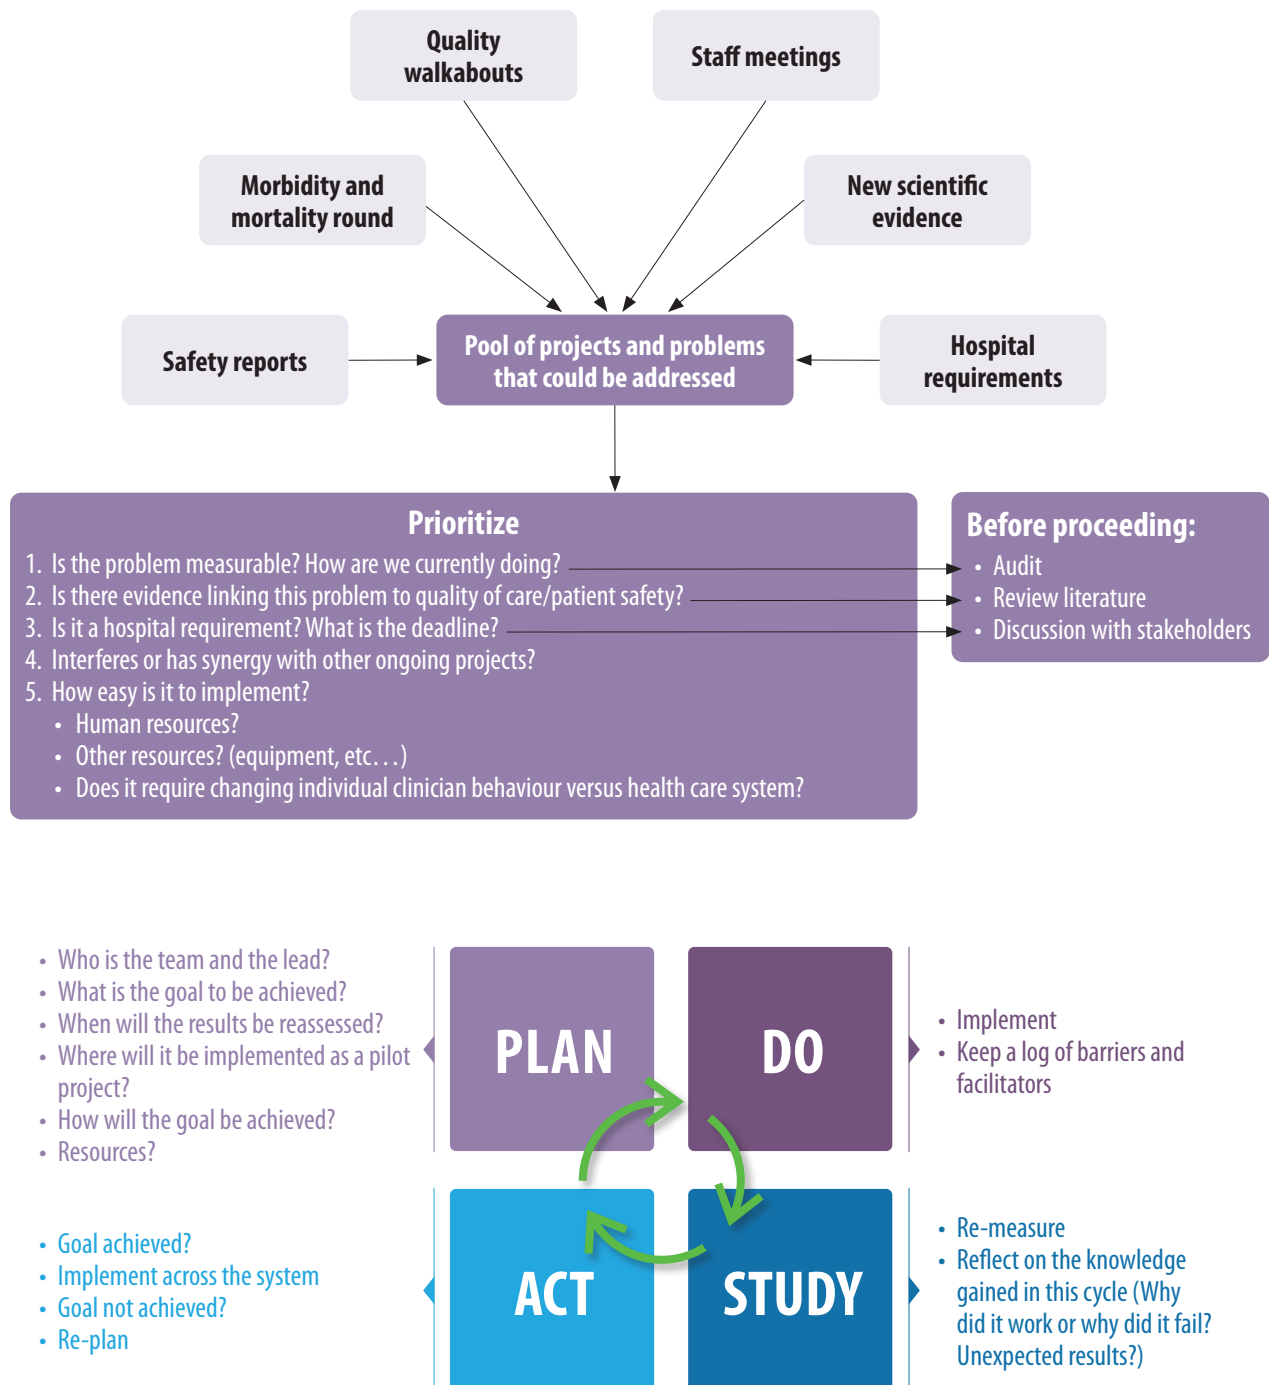 Quality
walkabouts
Staff meetings
Morbidity and
mortality round
New scientific
evidence
Safety reports
Pool of projects and problems
that could be addressed
Hospital
requirements
Prioritize
1. Is the problem measurable? How are we currently doing?
2. Is there evidence linking this problem to quality of care/patient safety?
3. Is it a hospital requirement? What is the deadline?
4. Interferes or has synergy with other ongoing projects?
5. How easy is it to implement?
• Human resources?
• Other resources? (equipment, etc…)
• Does it require changing individual clinician behaviour versus health care system?
Before proceeding:
• Audit
• Review literature
• Discussion with stakeholders
• Who is the team and the lead?
• What is the goal to be achieved?
• When will the results be reassessed?
• Where will it be implemented as a pilot
project?
• How will the goal be achieved?
• Resources?
PLAN
DO
• Implement
• Keep a log of barriers and
facilitators
• Goal achieved?
• Implement across the system
• Goal not achieved?
• Re-plan
ACT
STUDY
• Re-measure
• Reflect on the knowledge
gained in this cycle (Why
did it work or why did it fail?
Unexpected results?)